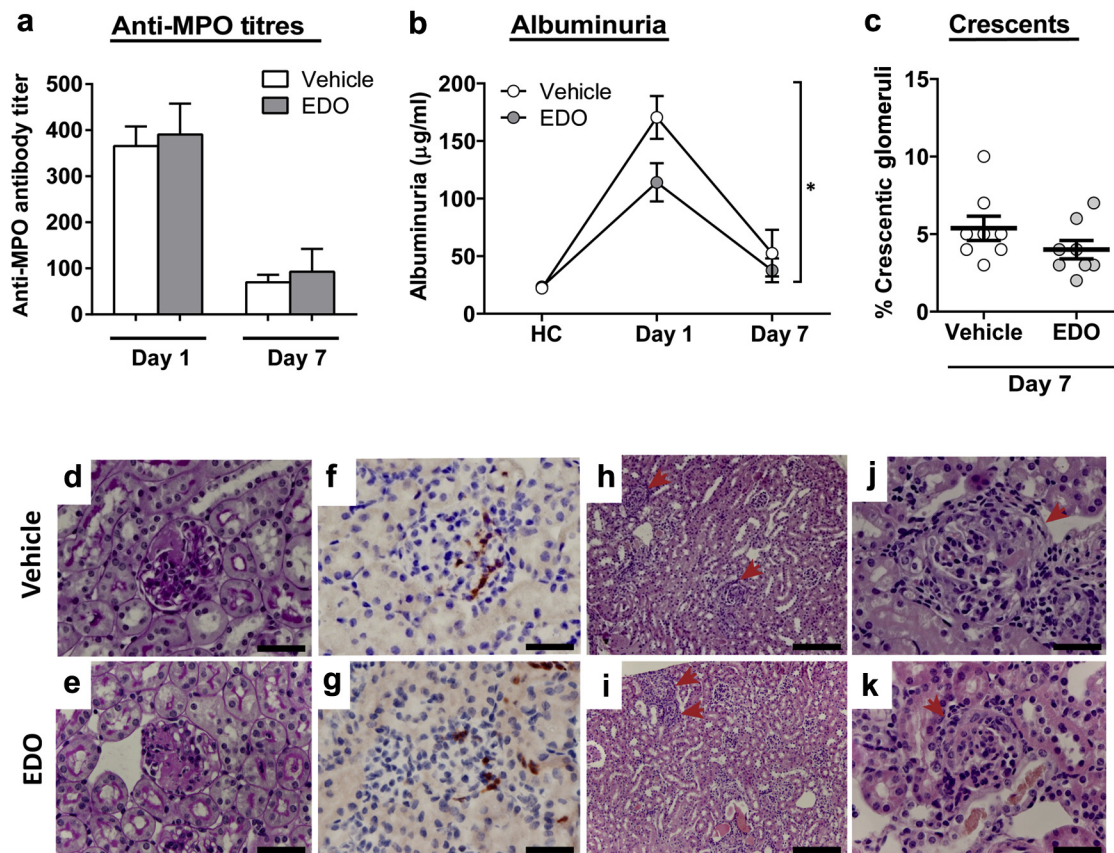 a Anti-MPO titres
Anti-MPO antibody titer
500
400
300
200
100
0
Vehicle
EDO
Day 1 Day 7
b Albuminuria
Albuminuria (µg/ml)
200
150
100
50
0
Vehicle
EDO
*
HC Day 1 Day 7
c Crescents
% Crescentic glomeruli
15
10
5
0
Vehicle EDO
Day 7
Vehicle
d f h j
EDO
e g i k